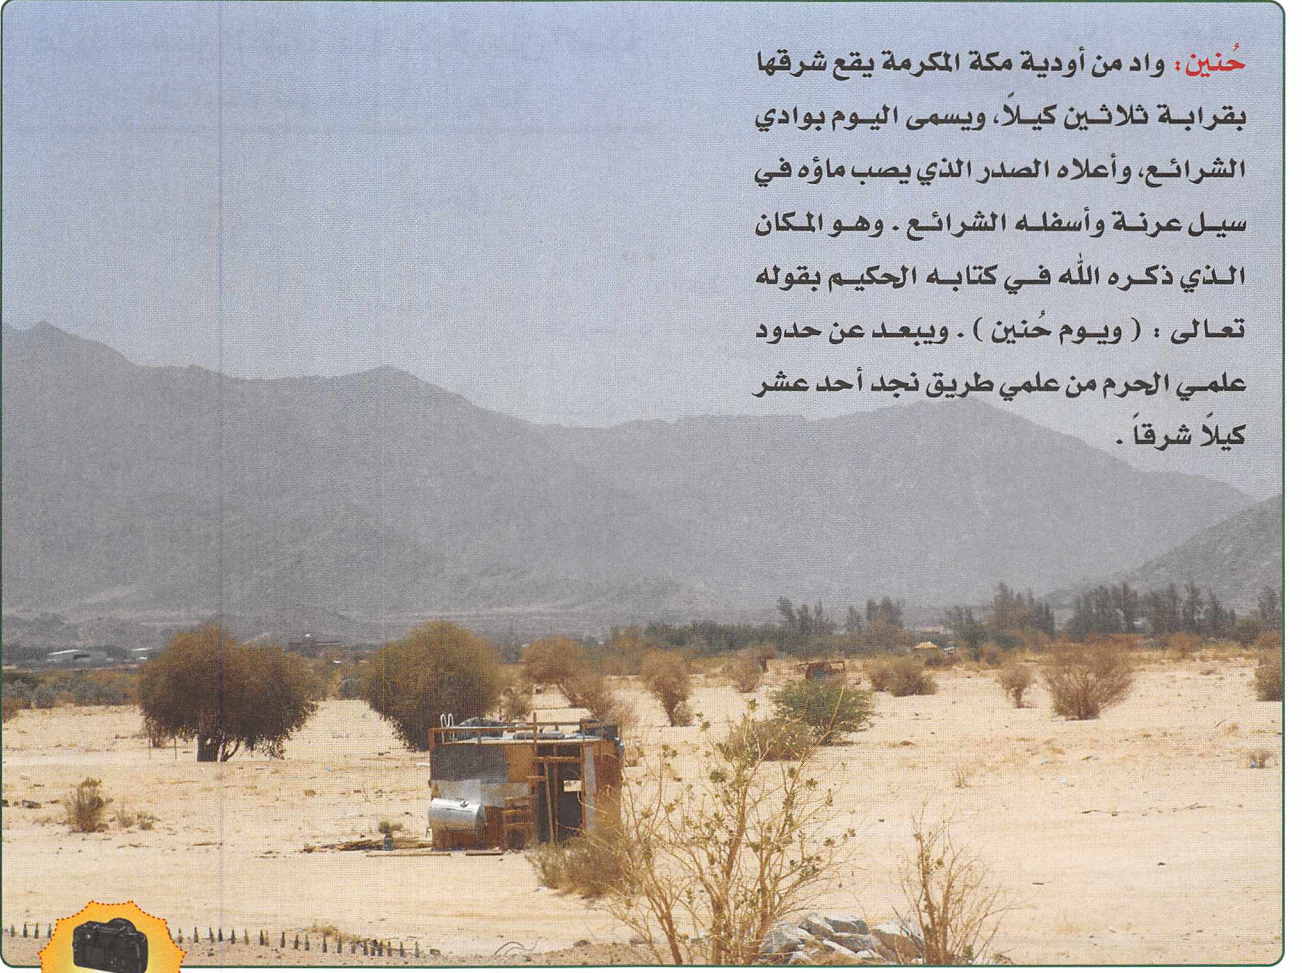 حُنين: واد من أودية مكة المكرمة يقع شرقها
بقرابة ثلاثين كيلاً، ويسمى اليوم بوادي
الشرائع، وأعلاه الصدر الذي يصب ماؤه في
سيل عرنة وأسفله الشرائع . وهو المكان
الذي ذكره الله في كتابه الحكيم بقوله
تعالى : ( ويوم حُنين ) . ويبعد عن حدود
علمي الحرم من علمي طريق نجد أحد عشر
كيلاً شرقاً .